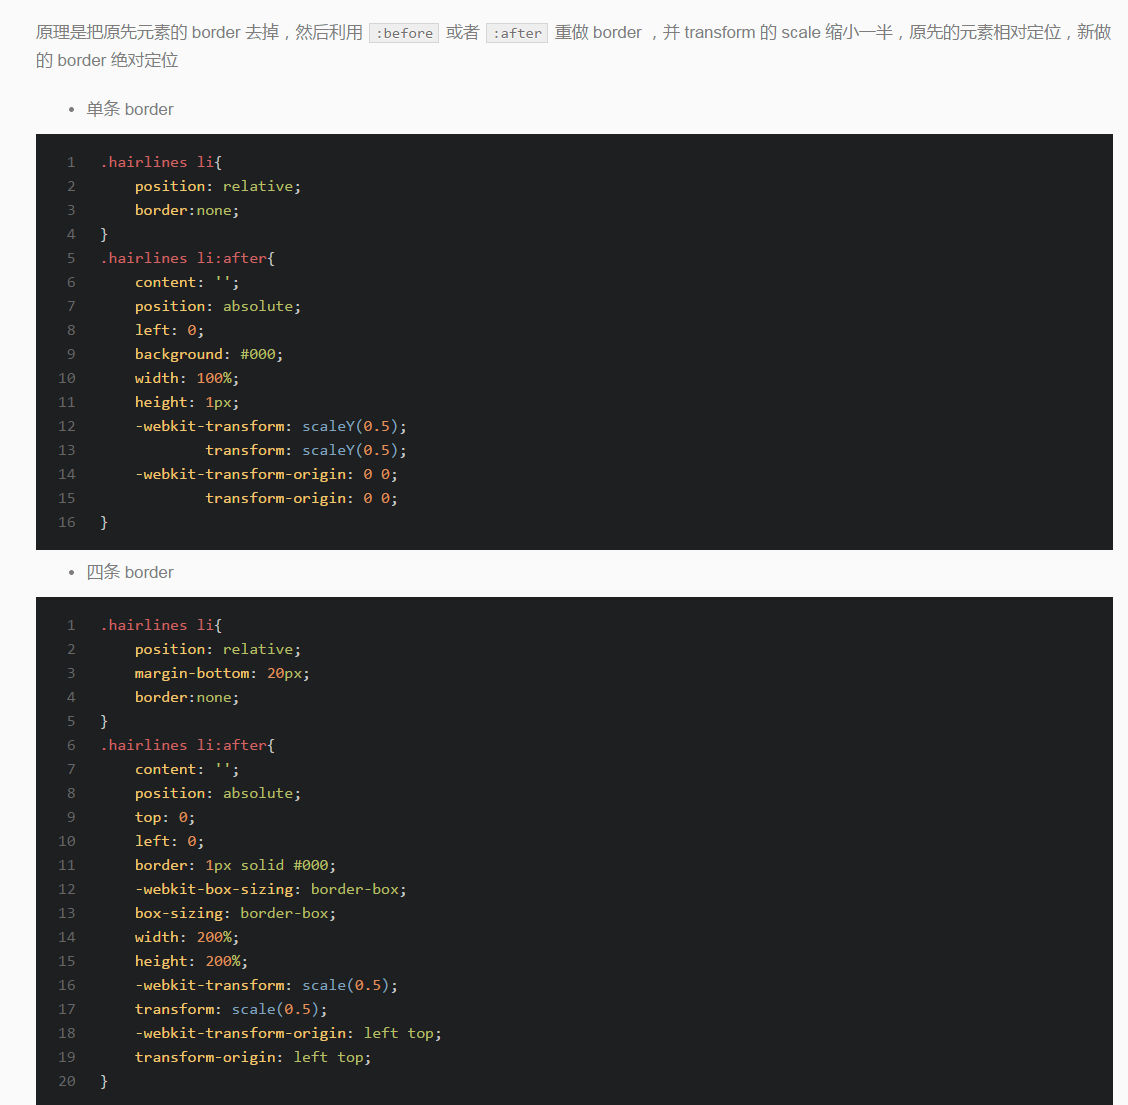 原理是把原先元素的 border 去掉，然后利用 :before 或者 :after 重做 border ，并 transform 的 scale 缩小一半，原先的元素相对定位，新做
的 border 绝对定位
• 单条 border
1 .hairlines li{
2     position: relative;
3     border:none;
4 }
5 .hairlines li:after{
6     content: '';
7     position: absolute;
8     left: 0;
9     background: #000;
10     width: 100%;
11     height: 1px;
12     -webkit-transform: scaleY(0.5);
13             transform: scaleY(0.5);
14     -webkit-transform-origin: 0 0;
15             transform-origin: 0 0;
16 }
• 四条 border
1 .hairlines li{
2     position: relative;
3     margin-bottom: 20px;
4     border:none;
5 }
6 .hairlines li:after{
7     content: '';
8     position: absolute;
9     top: 0;
10     left: 0;
11     border: 1px solid #000;
12     -webkit-box-sizing: border-box;
13     box-sizing: border-box;
14     width: 200%;
15     height: 200%;
16     -webkit-transform: scale(0.5);
17     transform: scale(0.5);
18     -webkit-transform-origin: left top;
19     transform-origin: left top;
20 }